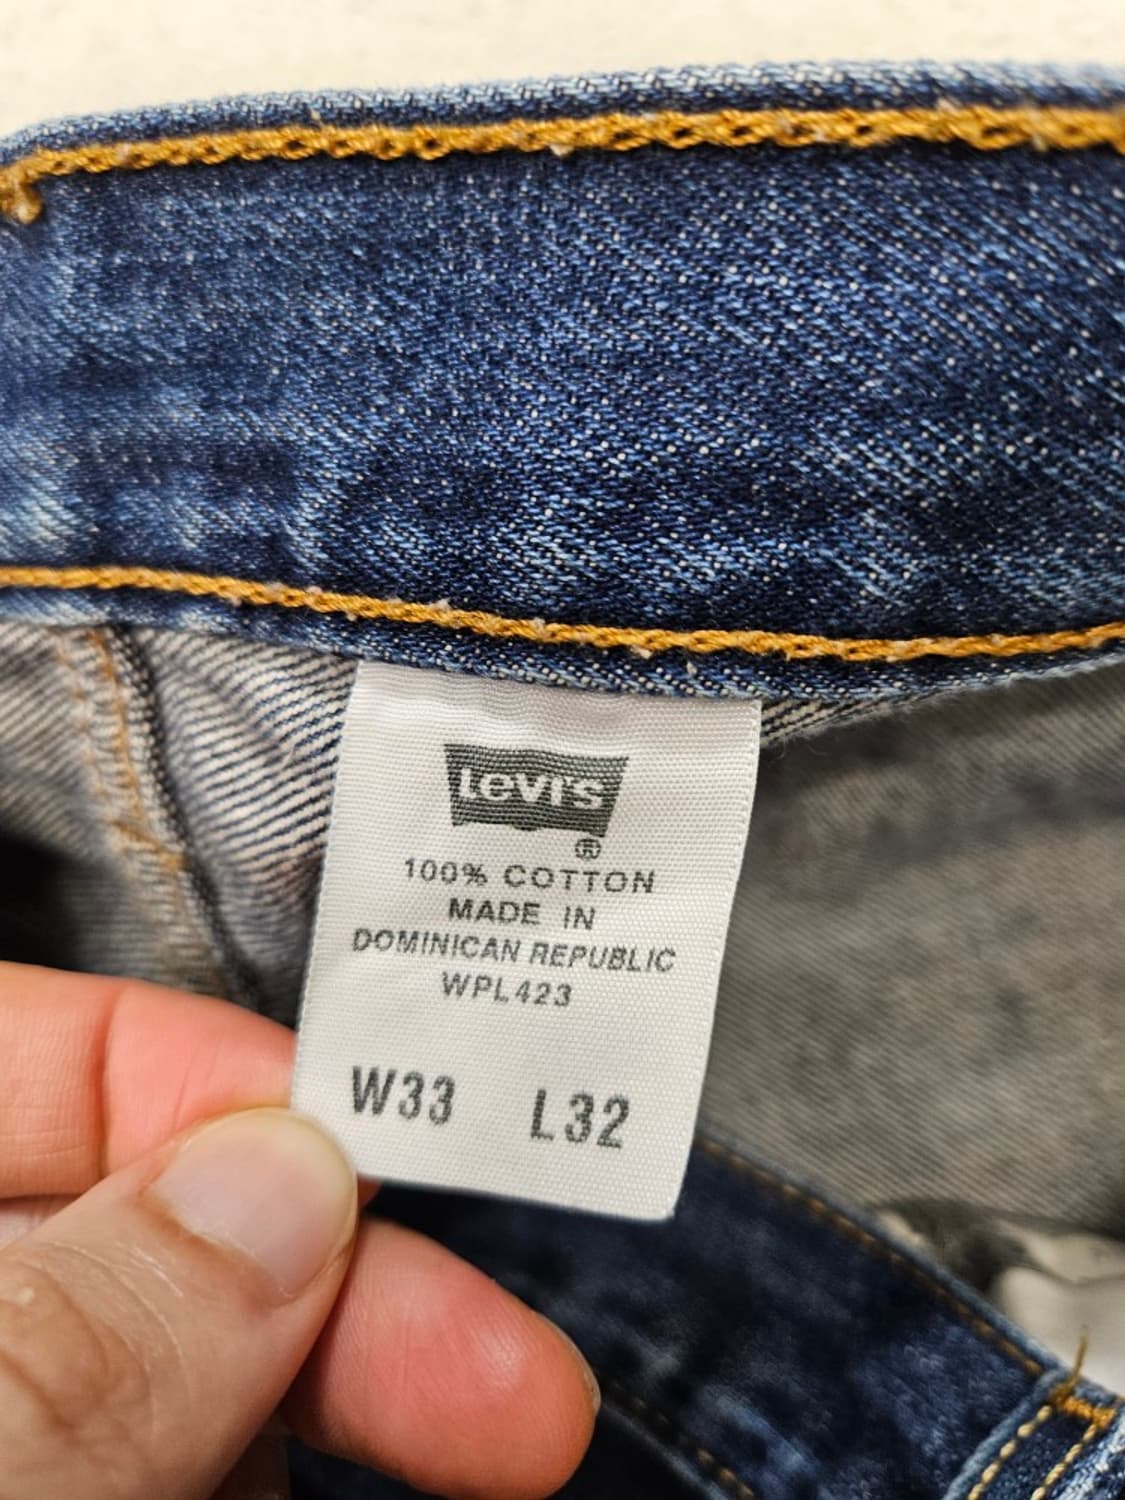 Levi's
®
100% COTTON
MADE IN
DOMINICAN REPUBLIC
WPL423
W33 L32